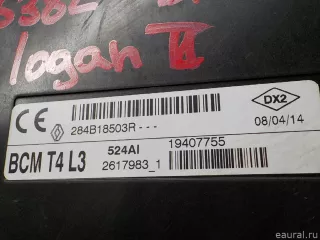 logan II
CE
284B18503R---
DX2
08/04/14
BCM T4 L3
524AI
2617983_1
19407755
eaural.ru